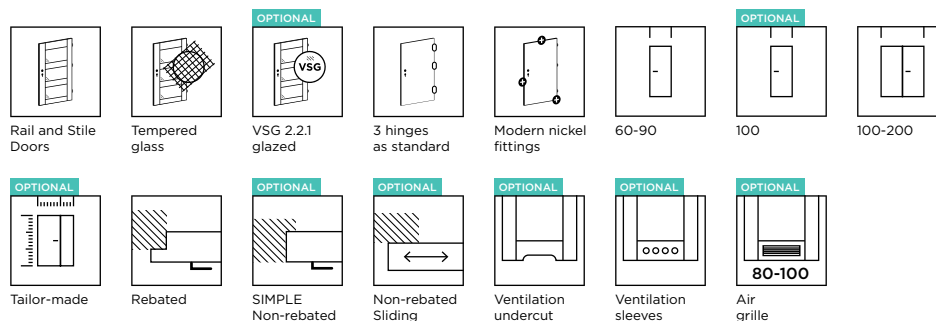 OPTIONAL
OPTIONAL
VSG
Rail and Stile
Doors
Tempered
glass
VSG 2.2.1
glazed
3 hinges
as standard
Modern nickel
fittings
60-90
100
100-200
OPTIONAL
OPTIONAL
OPTIONAL
OPTIONAL
OPTIONAL
OPTIONAL
80-100
Tailor-made
Rebated
SIMPLE
Non-rebated
Non-rebated
Sliding
Ventilation
undercut
Ventilation
sleeves
Air
grille